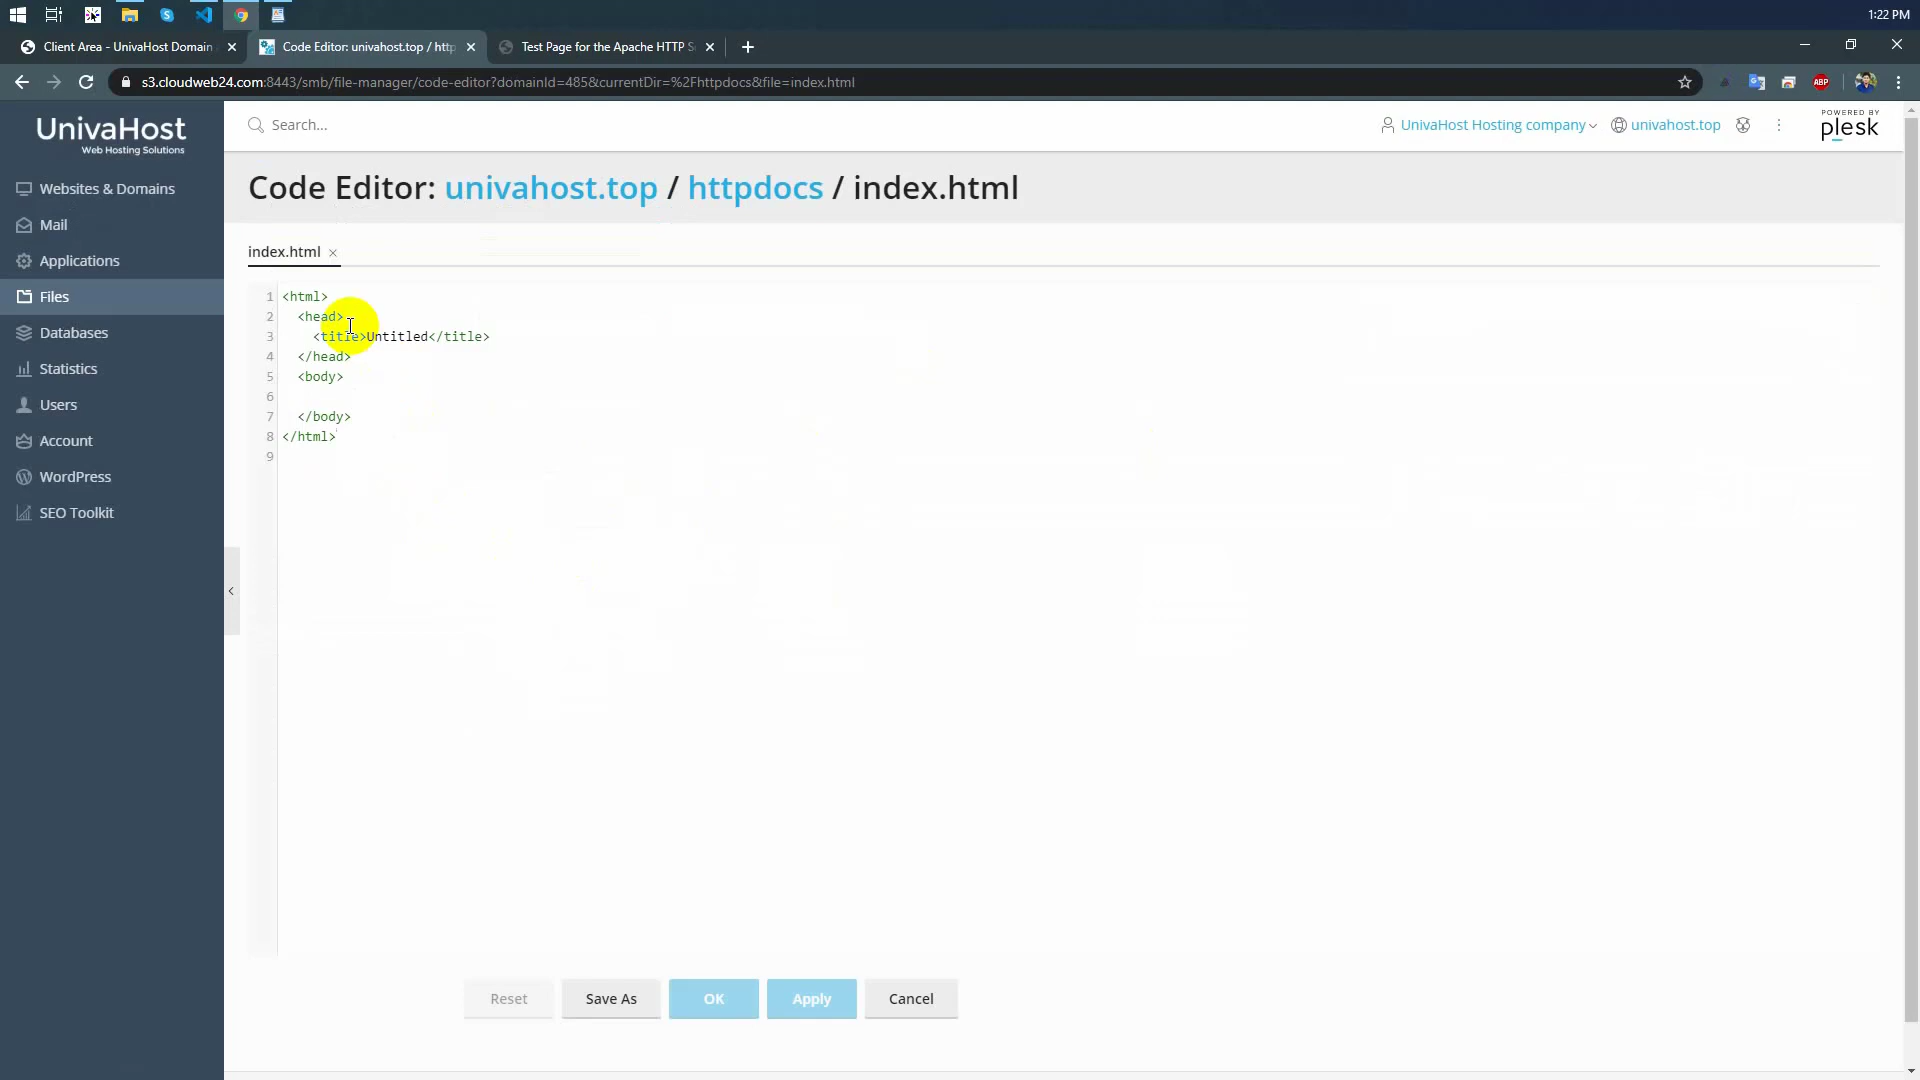 1:22 PM
Client Area - UnivaHost Domain
Code Editor: univahost.top / http
Test Page for the Apache HTTP S
s3.cloudweb24.com:8443/smb/file-manager/code-editor?domainId=485&currentDir=%2Fhttpdocs&file=index.html
ABP
UnivaHost
Web Hosting Solutions
Search...
UnivaHost Hosting company
univahost.top
POWERED BY
plesk
Websites & Domains
Mail
Applications
Files
Databases
Statistics
Users
Account
WordPress
SEO Toolkit
Code Editor: univahost.top / httpdocs / index.html
index.html
1 <html>
2 <head>
3 <title>Untitled</title>
4 </head>
5 <body>
6
7 </body>
8 </html>
9
Reset
Save As
OK
Apply
Cancel